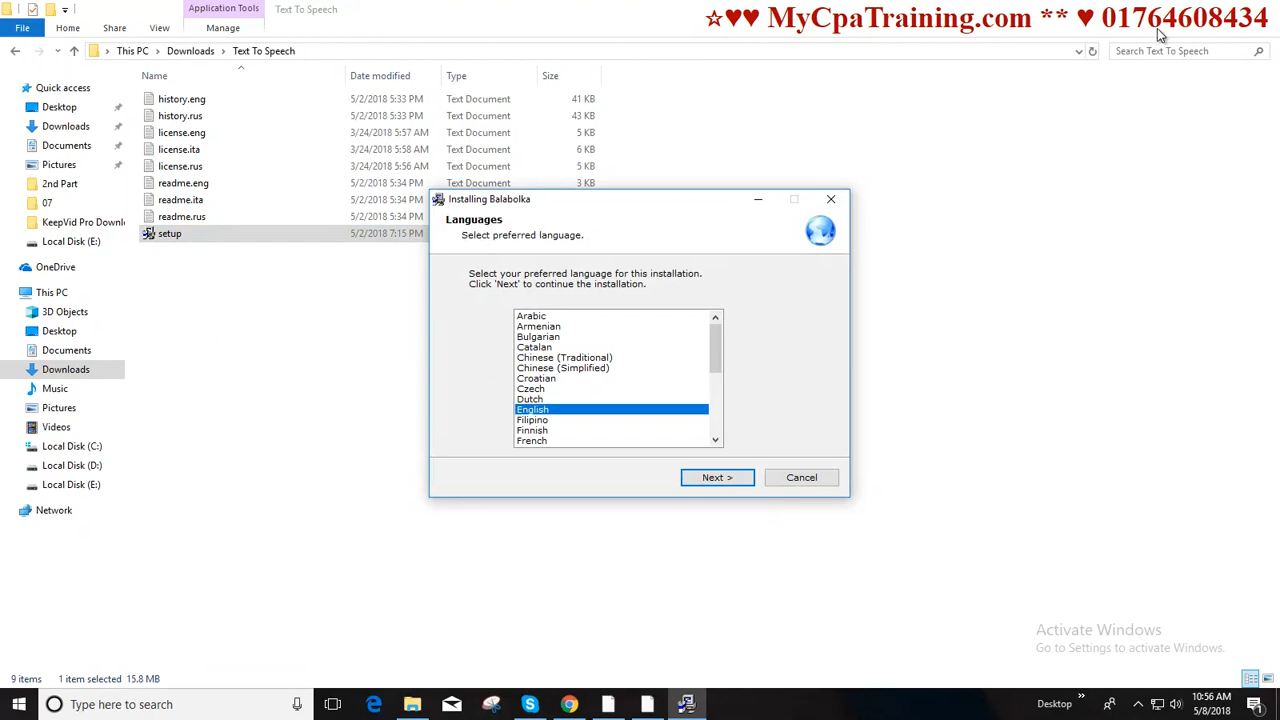 Application Tools
Text To Speech
☆♥♥ MyCpaTraining.com ** ♥ 01764608434
File
Home
Share
View
Manage
This PC > Downloads > Text To Speech
Search Text To Speech
Name
Date modified
Type
Size
Quick access
Desktop
Downloads
Documents
Pictures
2nd Part
07
KeepVid Pro Downl
Local Disk (E:)
OneDrive
This PC
3D Objects
Desktop
Documents
Downloads
Music
Pictures
Videos
Local Disk (C:)
Local Disk (D:)
Local Disk (E:)
Network
history.eng 5/2/2018 5:33 PM Text Document 41 KB
history.rus 5/2/2018 5:33 PM Text Document 43 KB
license.eng 3/24/2018 5:57 AM Text Document 5 KB
license.ita 3/24/2018 5:58 AM Text Document 6 KB
license.rus 3/24/2018 5:56 AM Text Document 5 KB
readme.eng 5/2/2018 5:34 PM Text Document 3 KB
readme.ita 5/2/2018 5:34 PM
readme.rus 5/2/2018 5:34 PM
setup 5/2/2018 7:15 PM
Installing Balabolka
Languages
Select preferred language.
Select your preferred language for this installation.
Click 'Next' to continue the installation.
Arabic
Armenian
Bulgarian
Catalan
Chinese (Traditional)
Chinese (Simplified)
Croatian
Czech
Dutch
English
Filipino
Finnish
French
Next >
Cancel
Activate Windows
Go to Settings to activate Windows.
9 items
1 item selected 15.8 MB
Type here to search
Desktop
10:56 AM
5/8/2018